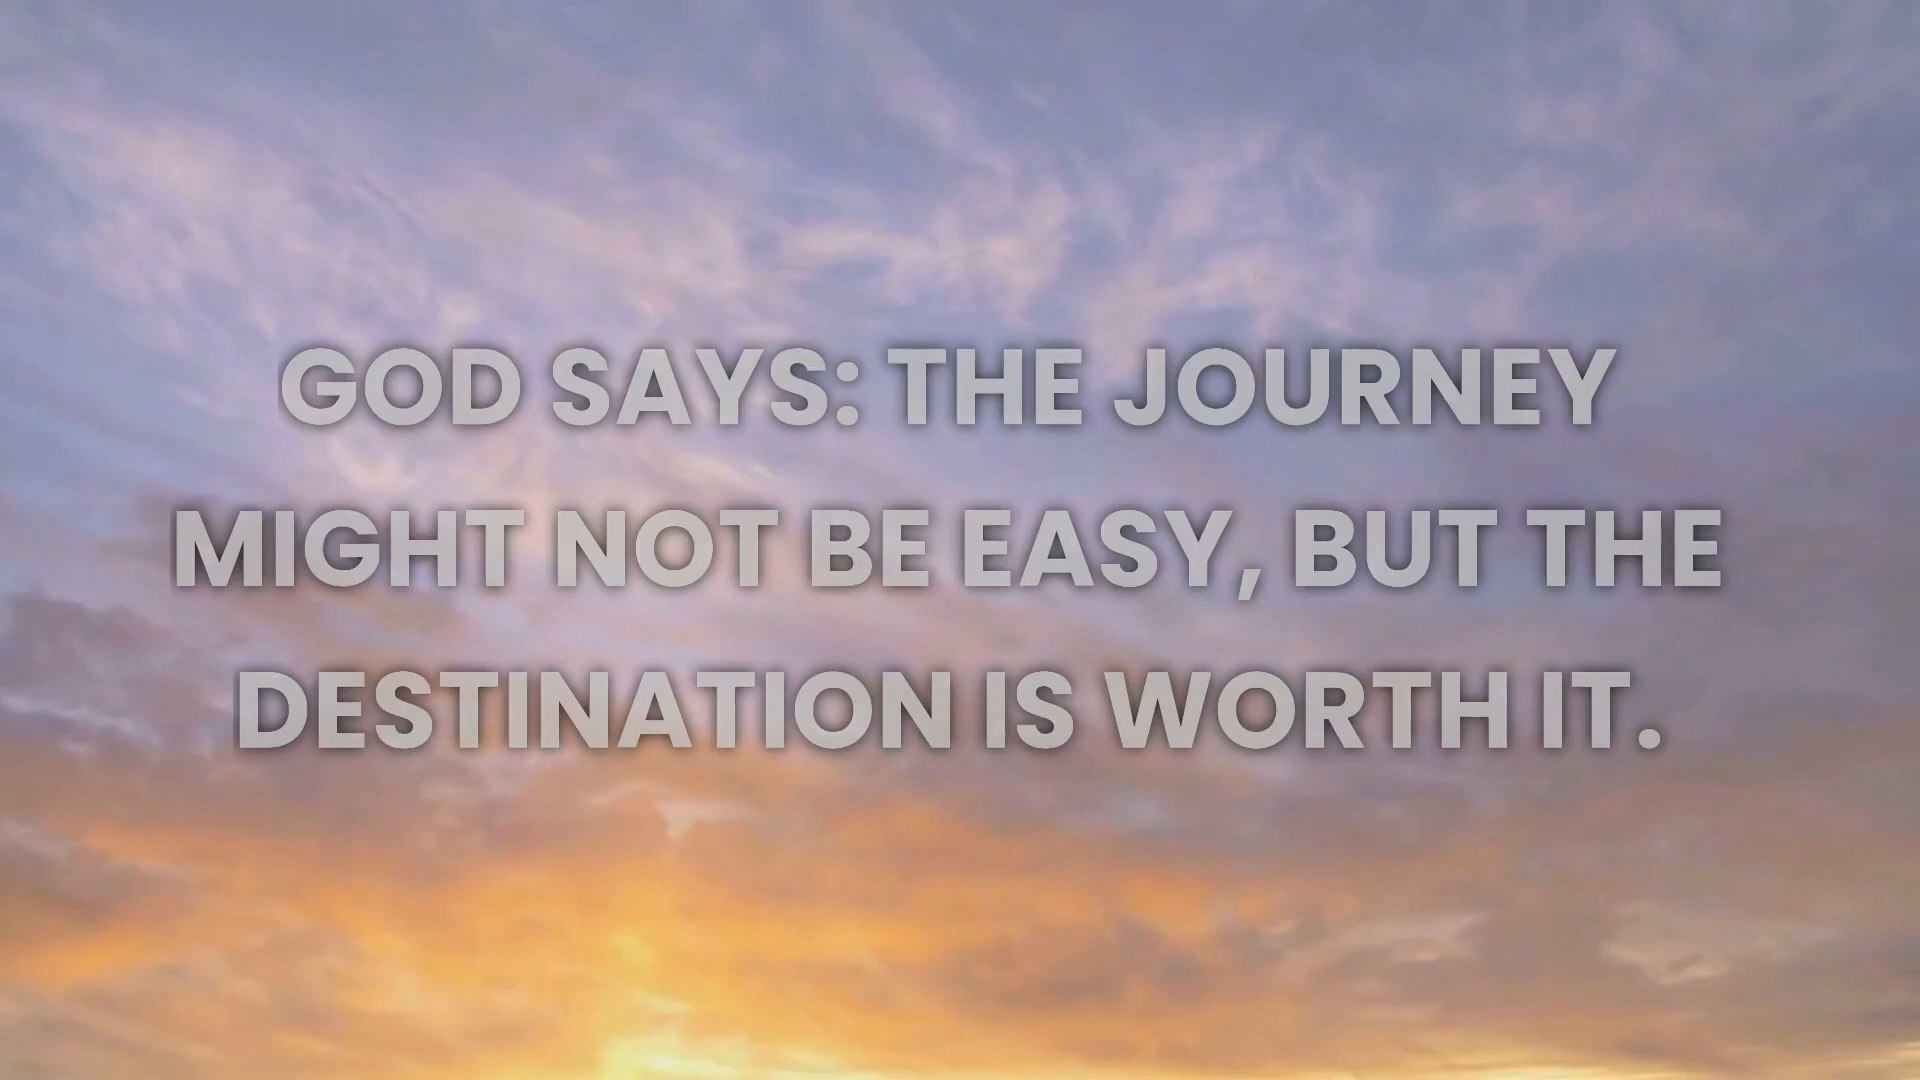 GOD SAYS: THE JOURNEY
MIGHT NOT BE EASY, BUT THE
DESTINATION IS WORTH IT.